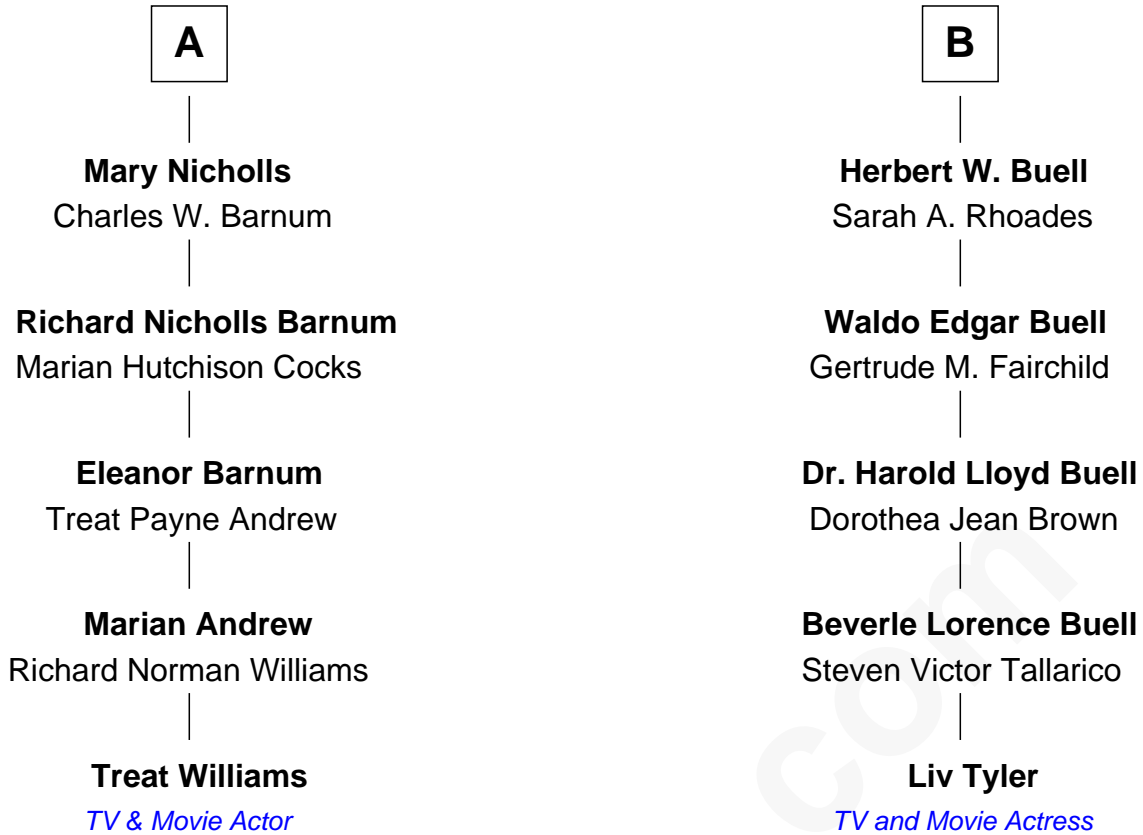 A
Mary Nicholls
Charles W. Barnum
Richard Nicholls Barnum
Marian Hutchison Cocks
Eleanor Barnum
Treat Payne Andrew
Marian Andrew
Richard Norman Williams
Treat Williams
TV & Movie Actor
B
Herbert W. Buell
Sarah A. Rhoades
Waldo Edgar Buell
Gertrude M. Fairchild
Dr. Harold Lloyd Buell
Dorothea Jean Brown
Beverle Lorence Buell
Steven Victor Tallarico
Liv Tyler
TV and Movie Actress
com